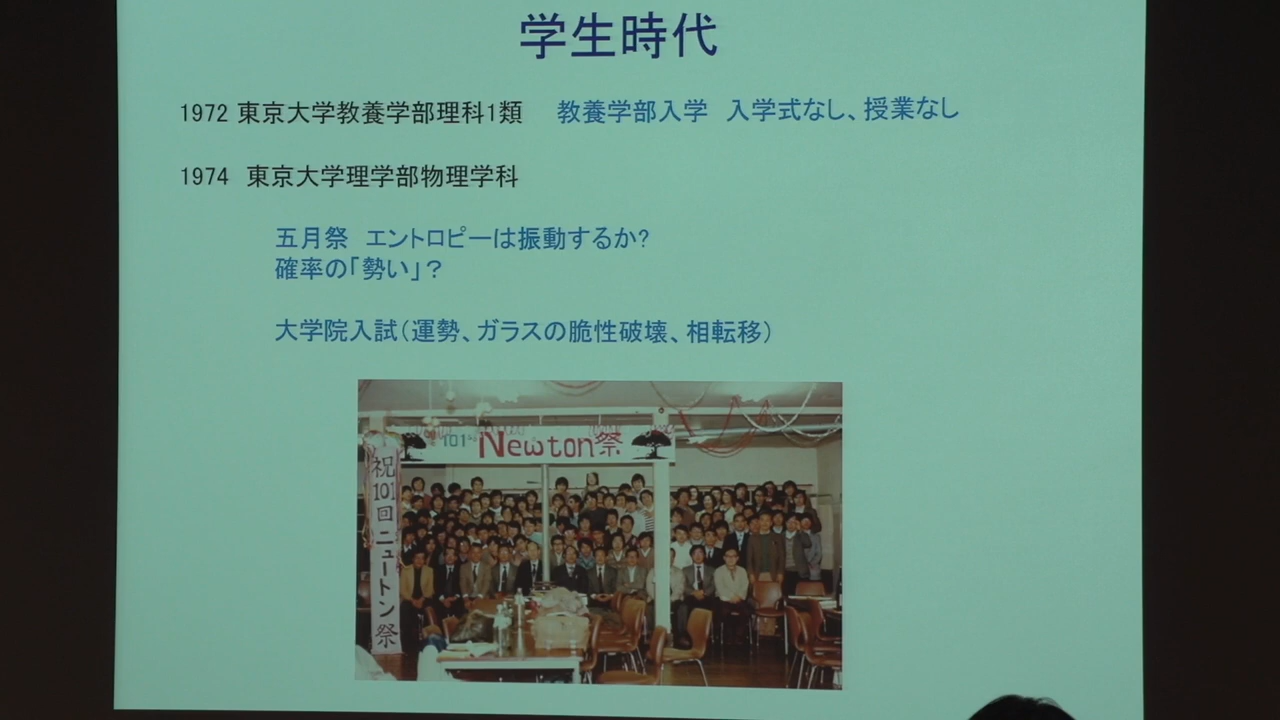 学生時代
1972 東京大学教養学部理科1類 教養学部入学 入学式なし、授業なし
1974 東京大学理学部物理学科
五月祭 エントロピーは振動するか?
確率の「勢い」?
大学院入試(運勢、ガラスの脆性破壊、相転移)
101 Newton祭
祝101回ニュートン祭